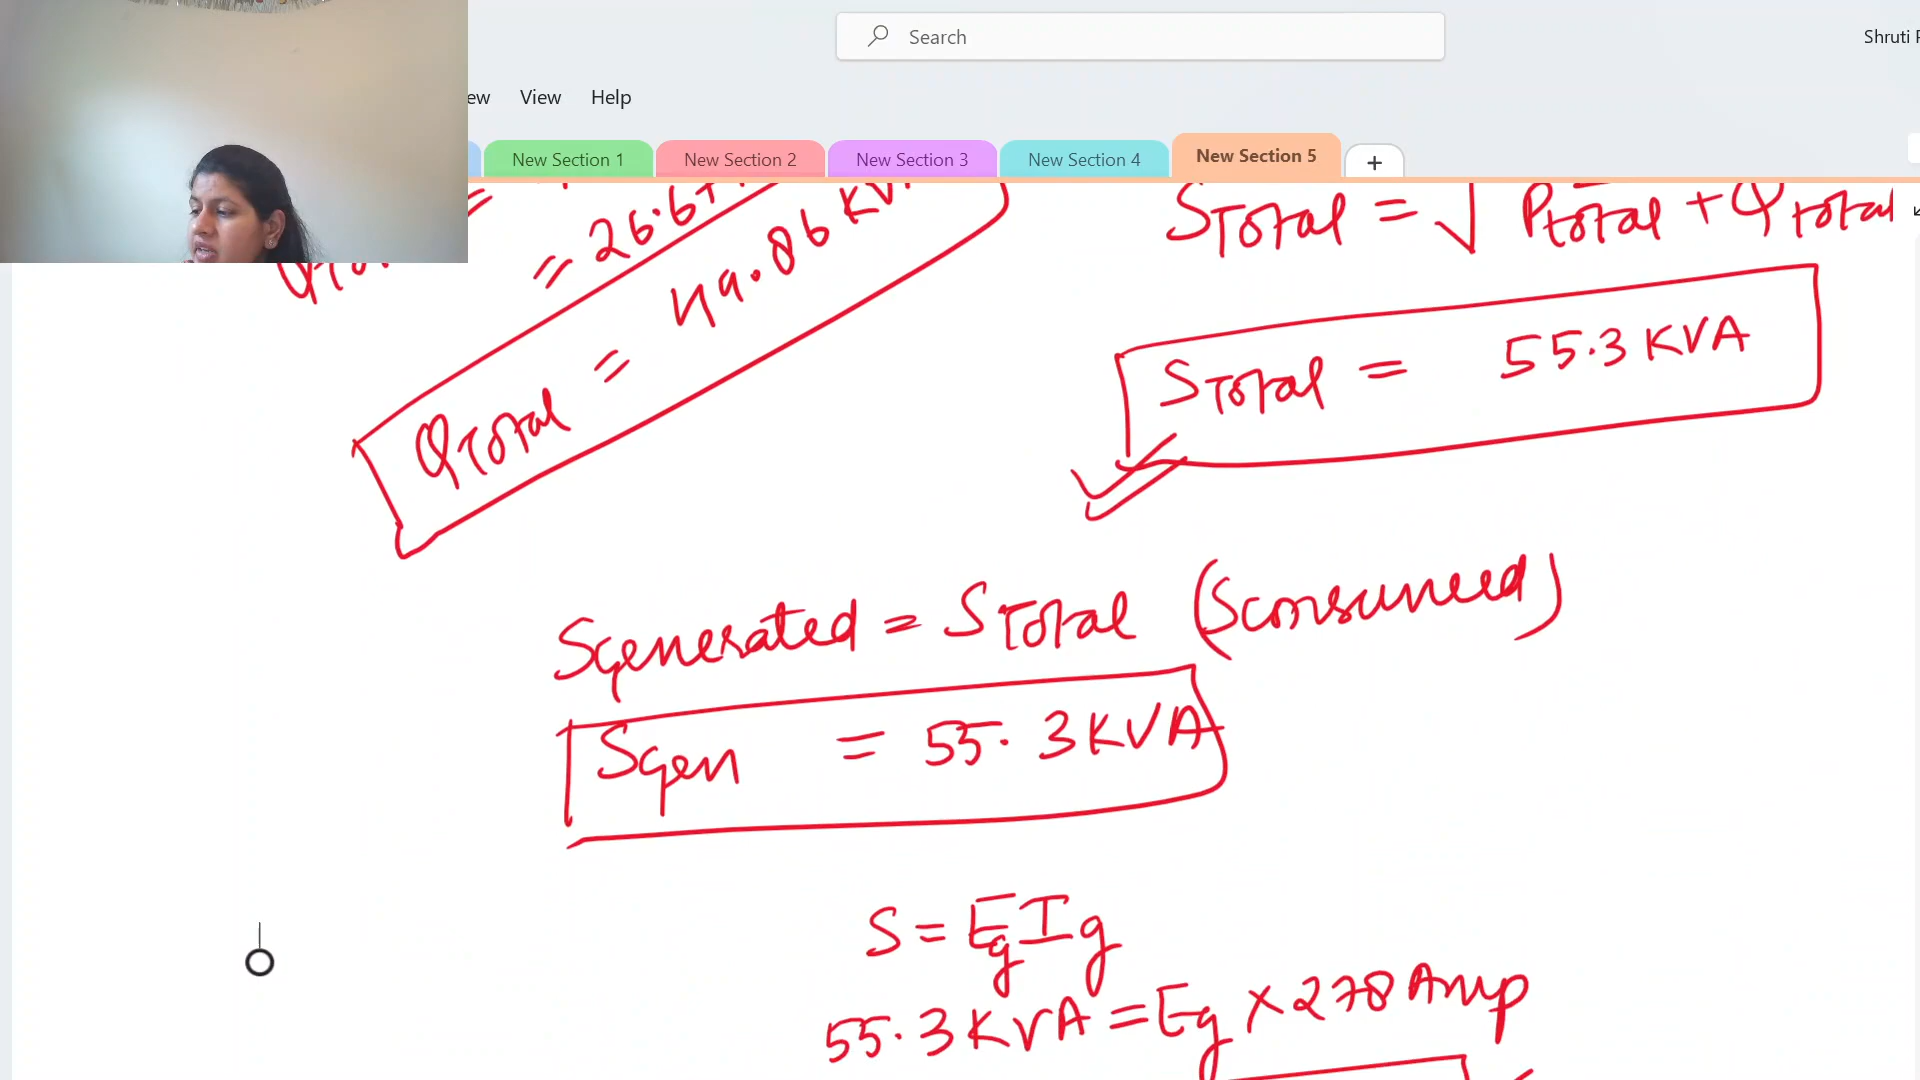 Search
Shruti
ew View Help
New Section 1 New Section 2 New Section 3 New Section 4 New Section 5 +
= 26.6+
QTotal = 49.86 KV
STotal = √ Ptotal + Qtotal
STotal = 55.3 KVA
Sgenerated = STotal (Sconsumed)
Sgen = 55.3 KVA
S = Eg Ig
55.3 KVA = Eg × 278 Amp